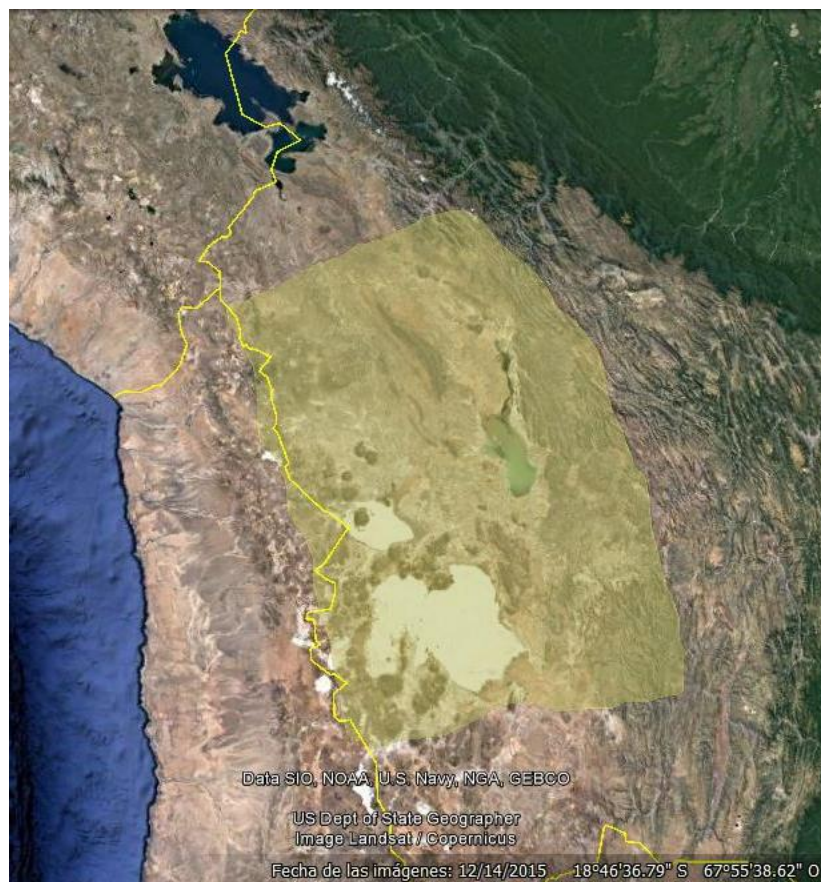 Data SIO, NOAA, U.S. Navy, NGA, GEBCO
US Dept of State Geographer
Image Landsat / Copernicus
Fecha de las imágenes: 12/14/2015 18°46'36.79" S 67°55'38.62" O